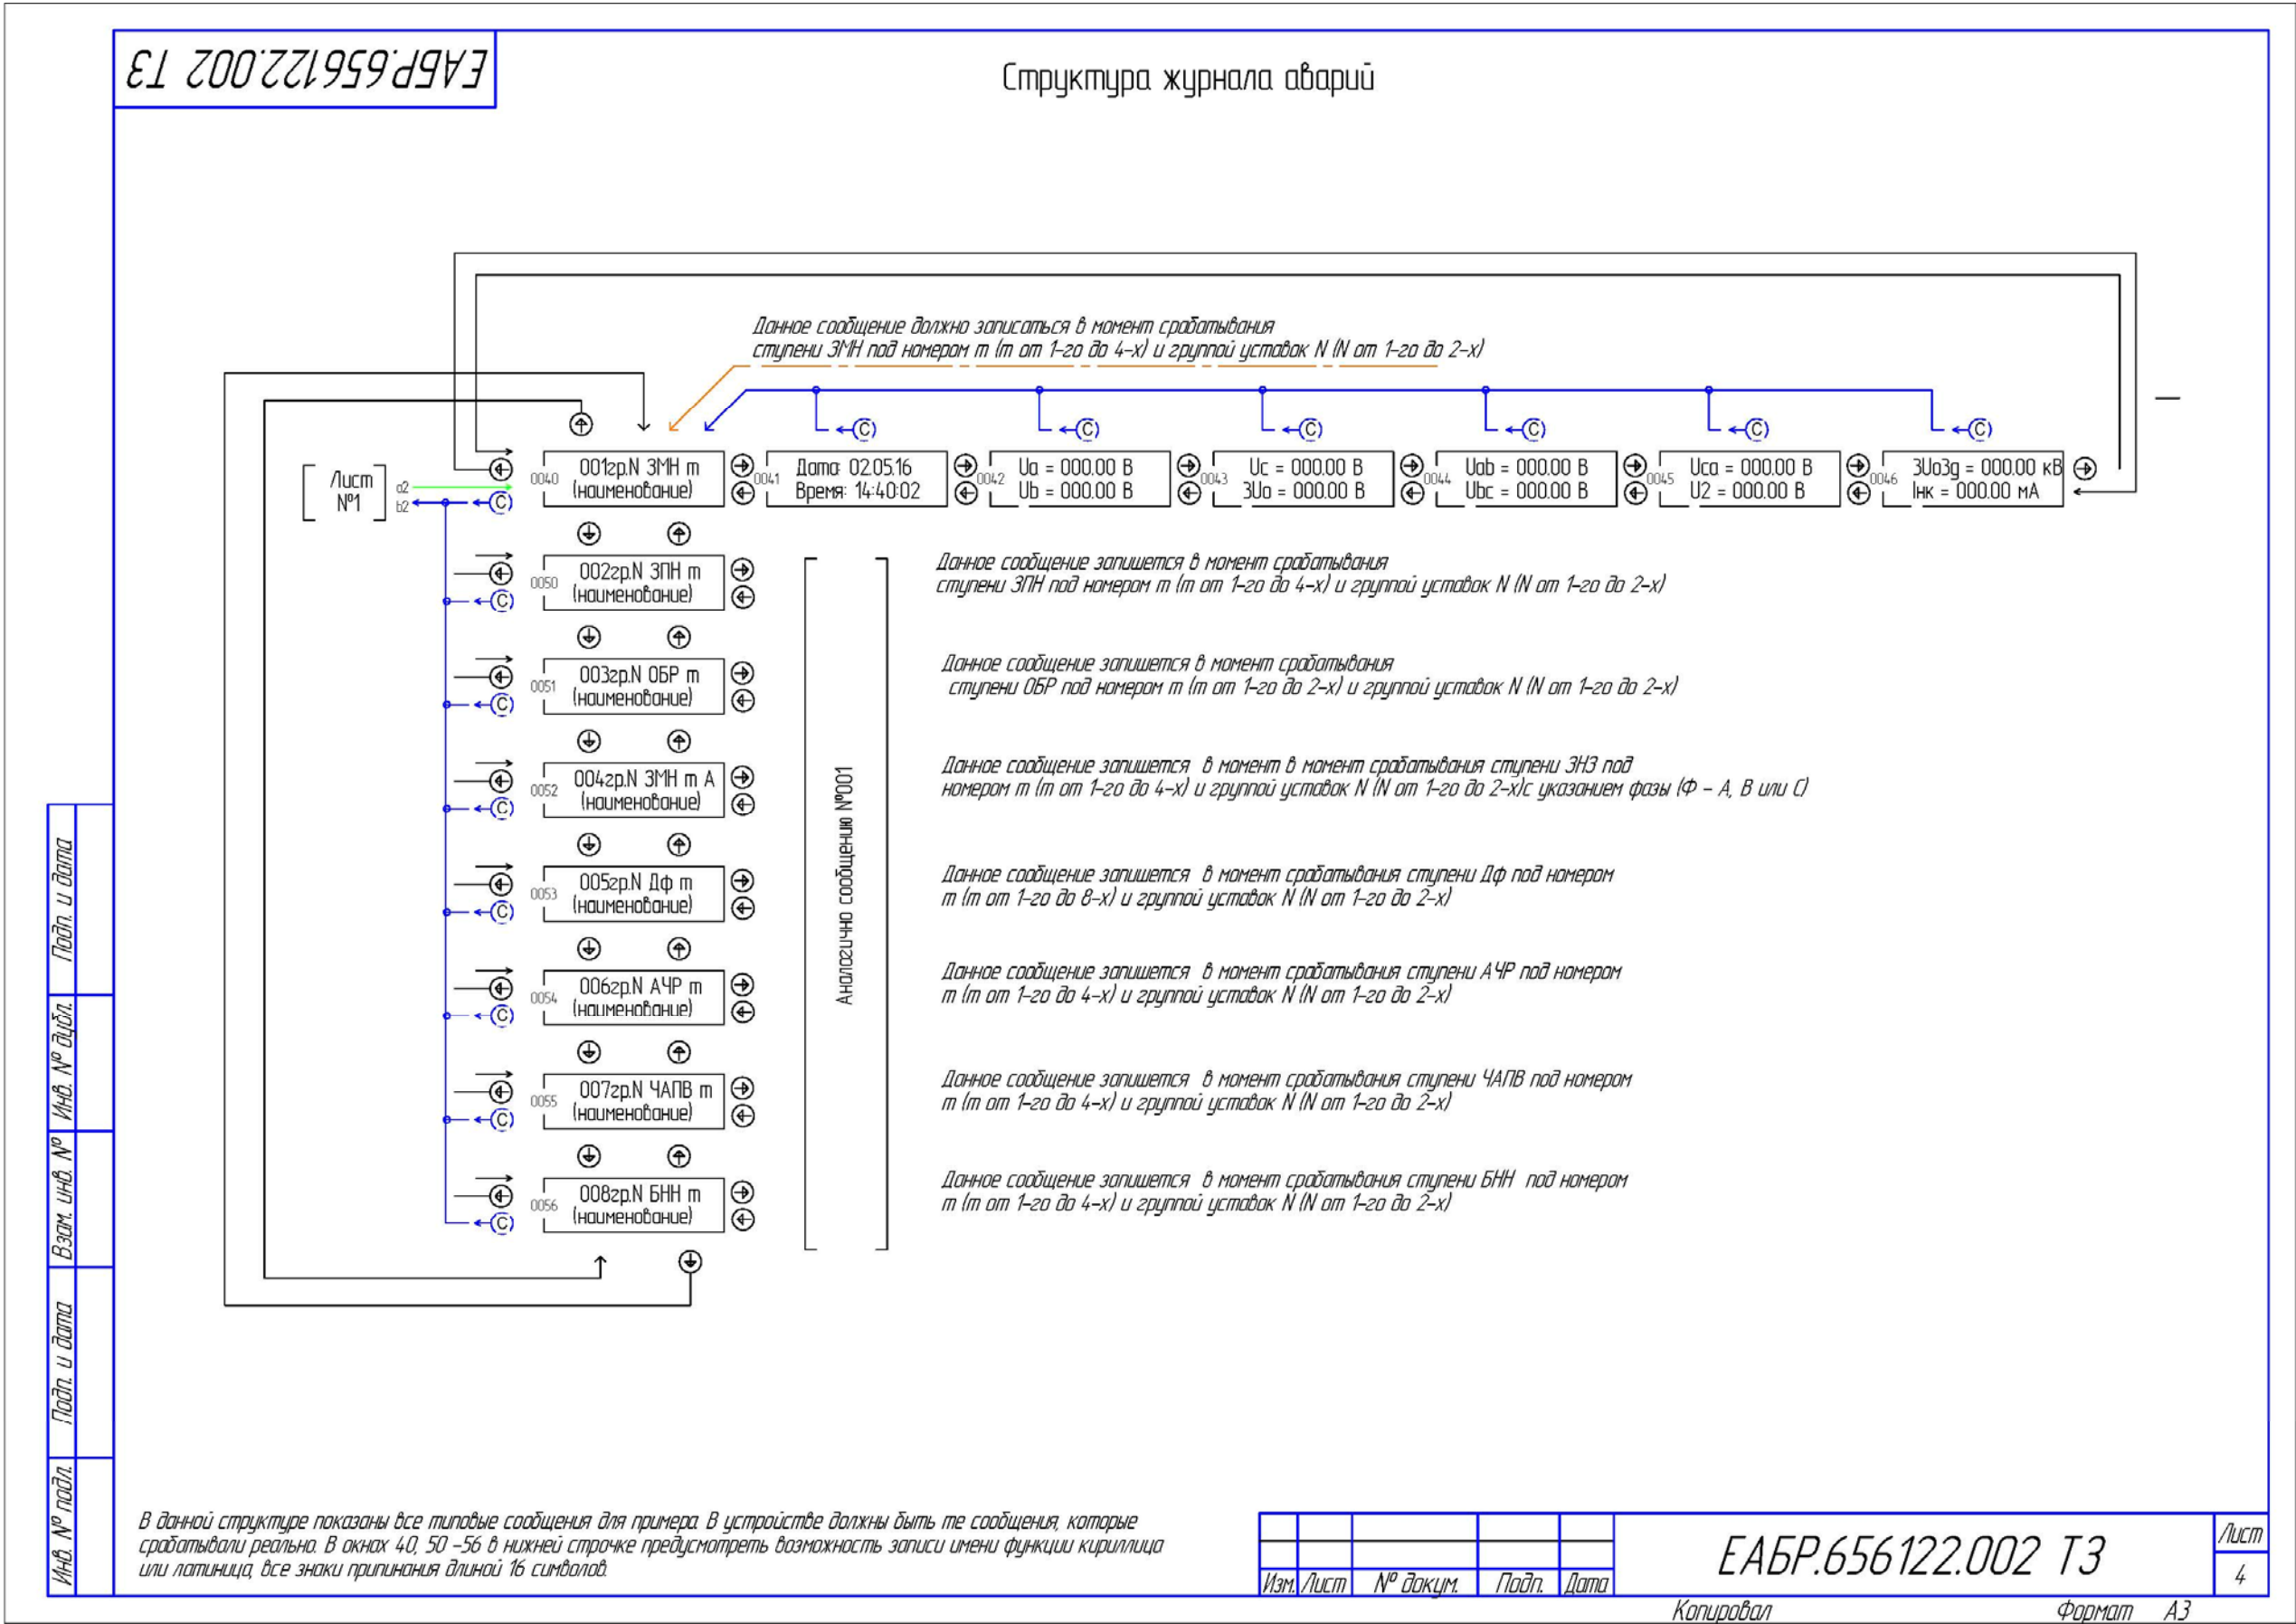 ЕАБР.656122.002 ТЗ
Структура журнала аварий
Данное сообщение должно записаться в момент срабатывания
ступени ЗМН под номером m (m от 1-го до 4-х) и группой уставок N (N от 1-го до 2-х)
C C C C C C
Лист
№1
a2
b2
C
0040
001гр.N ЗМН m
(наименование)
0041
Дата: 02.05.16
Время: 14:40:02
0042
Ua = 000.00 В
Ub = 000.00 В
0043
Uc = 000.00 В
3Uo = 000.00 В
0044
Uab = 000.00 В
Ubc = 000.00 В
0045
Uca = 000.00 В
U2 = 000.00 В
0046
3Uo3g = 000.00 кВ
Iнк = 000.00 мА
C
0050
002гр.N ЗПН m
(наименование)
Данное сообщение запишется в момент срабатывания
ступени ЗПН под номером m (m от 1-го до 4-х) и группой уставок N (N от 1-го до 2-х)
C
0051
003гр.N ОБР m
(наименование)
Данное сообщение запишется в момент срабатывания
ступени ОБР под номером m (m от 1-го до 2-х) и группой уставок N (N от 1-го до 2-х)
C
0052
004гр.N ЗМН m А
(наименование)
Данное сообщение запишется в момент в момент срабатывания ступени ЗНЗ под
номером m (m от 1-го до 4-х) и группой уставок N (N от 1-го до 2-х)с указанием фазы (Ф - А, В или С)
C
0053
005гр.N Дф m
(наименование)
Данное сообщение запишется в момент срабатывания ступени Дф под номером
m (m от 1-го до 8-х) и группой уставок N (N от 1-го до 2-х)
C
0054
006гр.N АЧР m
(наименование)
Данное сообщение запишется в момент срабатывания ступени АЧР под номером
m (m от 1-го до 4-х) и группой уставок N (N от 1-го до 2-х)
C
0055
007гр.N ЧАПВ m
(наименование)
Данное сообщение запишется в момент срабатывания ступени ЧАПВ под номером
m (m от 1-го до 4-х) и группой уставок N (N от 1-го до 2-х)
C
0056
008гр.N БНН m
(наименование)
Данное сообщение запишется в момент срабатывания ступени БНН под номером
m (m от 1-го до 4-х) и группой уставок N (N от 1-го до 2-х)
Аналогично сообщению №001
Подп. и дата
Инв. № дубл.
Взам. инв. №
Подп. и дата
Инв. № подл.
В данной структуре показаны все типовые сообщения для примера. В устройстве должны быть те сообщения, которые
срабатывали реально. В окнах 40, 50 -56 в нижней строчке предусмотреть возможность записи имени функции кириллица
или латиница, все знаки припинания длиной 16 символов.
Изм. Лист № докум. Подп. Дата
ЕАБР.656122.002 ТЗ
Лист
4
Копировал
Формат А3